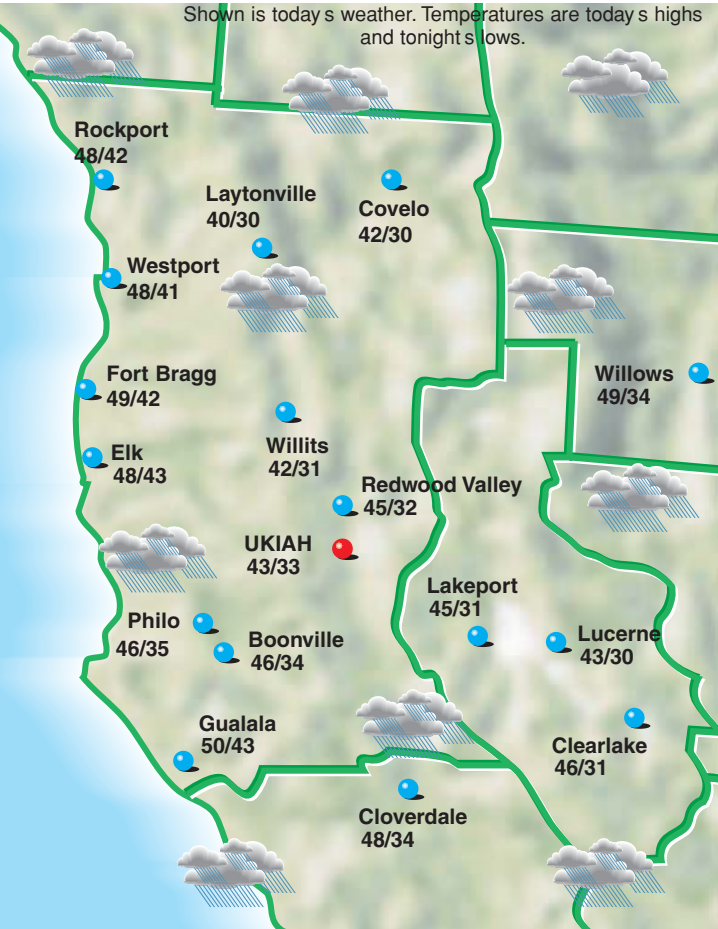 Shown is today s weather. Temperatures are today s highs
and tonight s lows.
Rockport
48/42
Laytonville
40/30
Covelo
42/30
Westport
48/41
Fort Bragg
49/42
Willows
49/34
Elk
48/43
Willits
42/31
Redwood Valley
45/32
UKIAH
43/33
Lakeport
45/31
Philo
46/35
Boonville
46/34
Lucerne
43/30
Gualala
50/43
Clearlake
46/31
Cloverdale
48/34